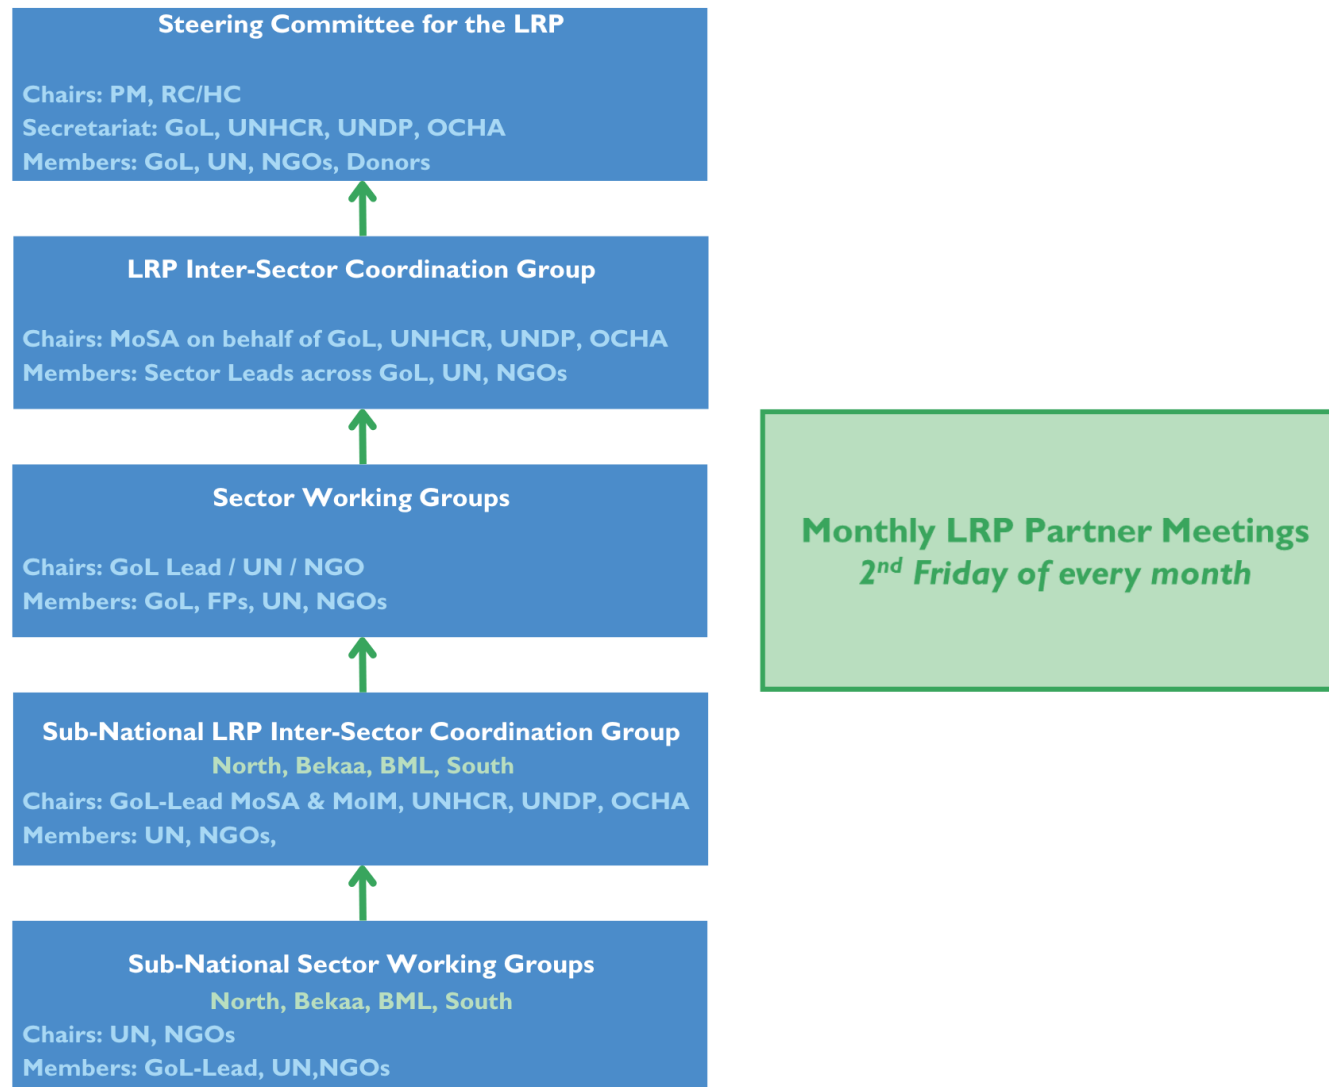 Steering Committee for the LRP
Chairs: PM, RC/HC
Secretariat: GoL, UNHCR, UNDP, OCHA
Members: GoL, UN, NGOs, Donors
LRP Inter-Sector Coordination Group
Chairs: MoSA on behalf of GoL, UNHCR, UNDP, OCHA
Members: Sector Leads across GoL, UN, NGOs
Sector Working Groups
Chairs: GoL Lead / UN / NGO
Members: GoL, FPs, UN, NGOs
Sub-National LRP Inter-Sector Coordination Group
North, Bekaa, BML, South
Chairs: GoL-Lead MoSA & MoIM, UNHCR, UNDP, OCHA
Members: UN, NGOs,
Sub-National Sector Working Groups
North, Bekaa, BML, South
Chairs: UN, NGOs
Members: GoL-Lead, UN,NGOs
Monthly LRP Partner Meetings
2nd Friday of every month